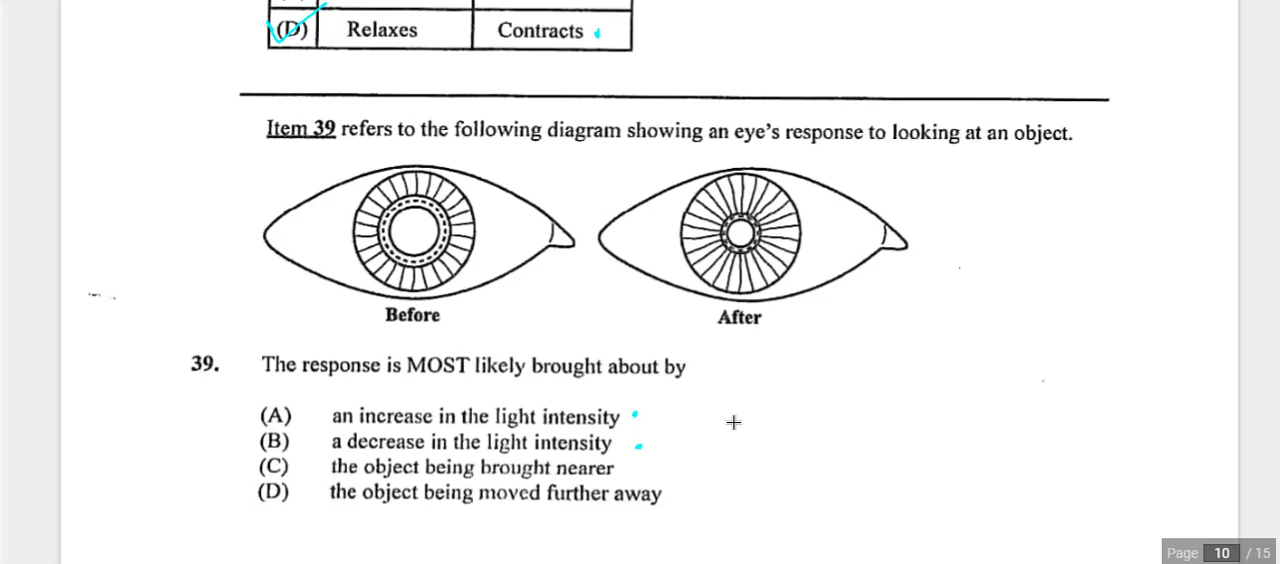 (D) Relaxes Contracts
Item 39 refers to the following diagram showing an eye's response to looking at an object.
Before After
39. The response is MOST likely brought about by
(A) an increase in the light intensity
(B) a decrease in the light intensity
(C) the object being brought nearer
(D) the object being moved further away
Page 10 / 15